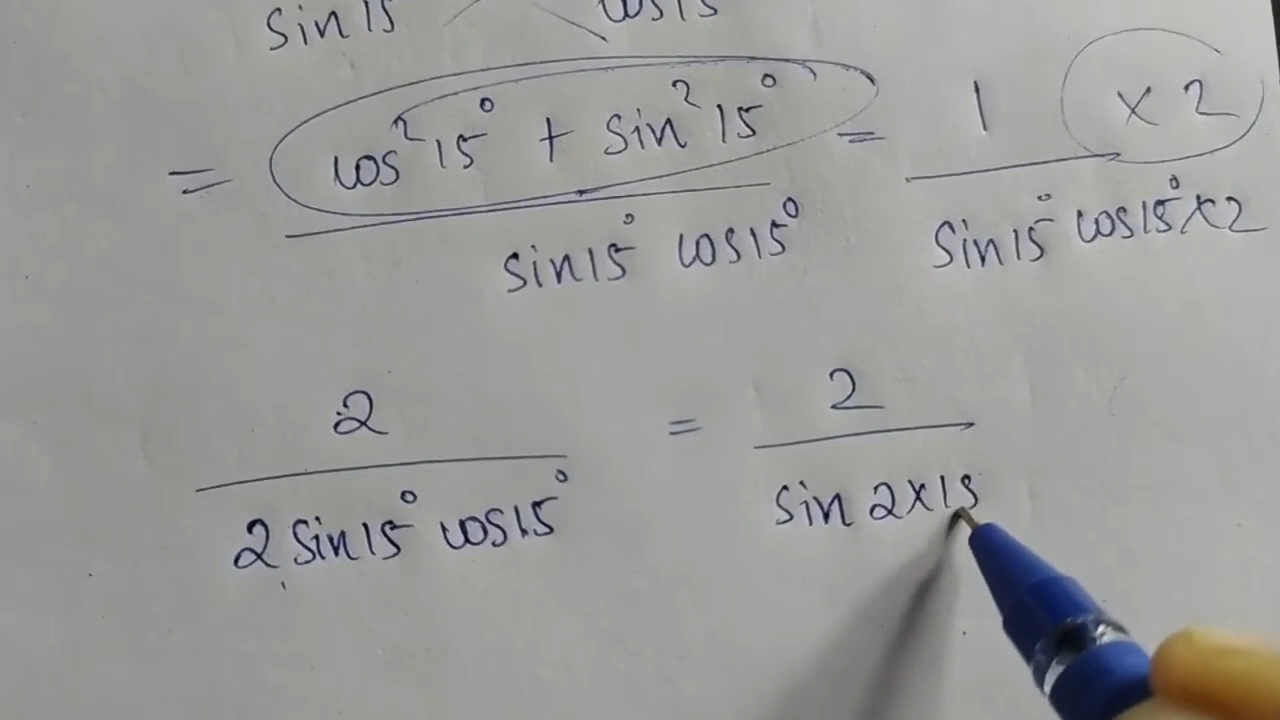 sin15 cos15
= cos²15° + sin²15° = 1 × 2
sin15° cos15° sin15° cos15° × 2
2 = 2
2 sin15° cos15° sin 2×15